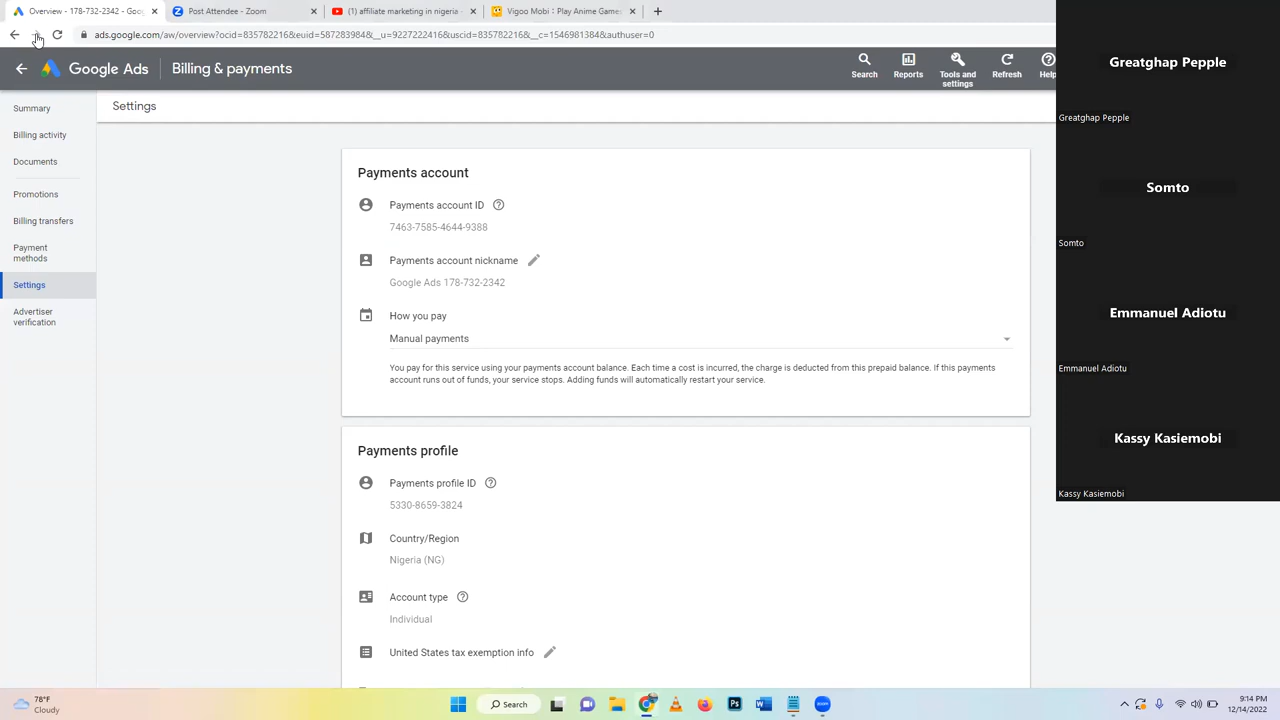 Overview - 178-732-2342 - Goo
Post Attendee - Zoom
(1) affiliate marketing in nigeria -
Vigoo Mobi : Play Anime Game
ads.google.com/aw/overview?ocid=835782216&euid=587283984&__u=9227222416&uscid=835782216&__c=1546981384&authuser=0
Google Ads
Billing & payments
Search
Reports
Tools and settings
Refresh
Help
Summary
Billing activity
Documents
Promotions
Billing transfers
Payment methods
Settings
Advertiser verification
Settings
Payments account
Payments account ID
7463-7585-4644-9388
Payments account nickname
Google Ads 178-732-2342
How you pay
Manual payments
You pay for this service using your payments account balance. Each time a cost is incurred, the charge is deducted from this prepaid balance. If this payments
account runs out of funds, your service stops. Adding funds will automatically restart your service.
Payments profile
Payments profile ID
5330-8659-3824
Country/Region
Nigeria (NG)
Account type
Individual
United States tax exemption info
Greatghap Pepple
Greatghap Pepple
Somto
Somto
Emmanuel Adiotu
Emmanuel Adiotu
Kassy Kasiemobi
Kassy Kasiemobi
78°F
Cloudy
Search
9:14 PM
12/14/2022